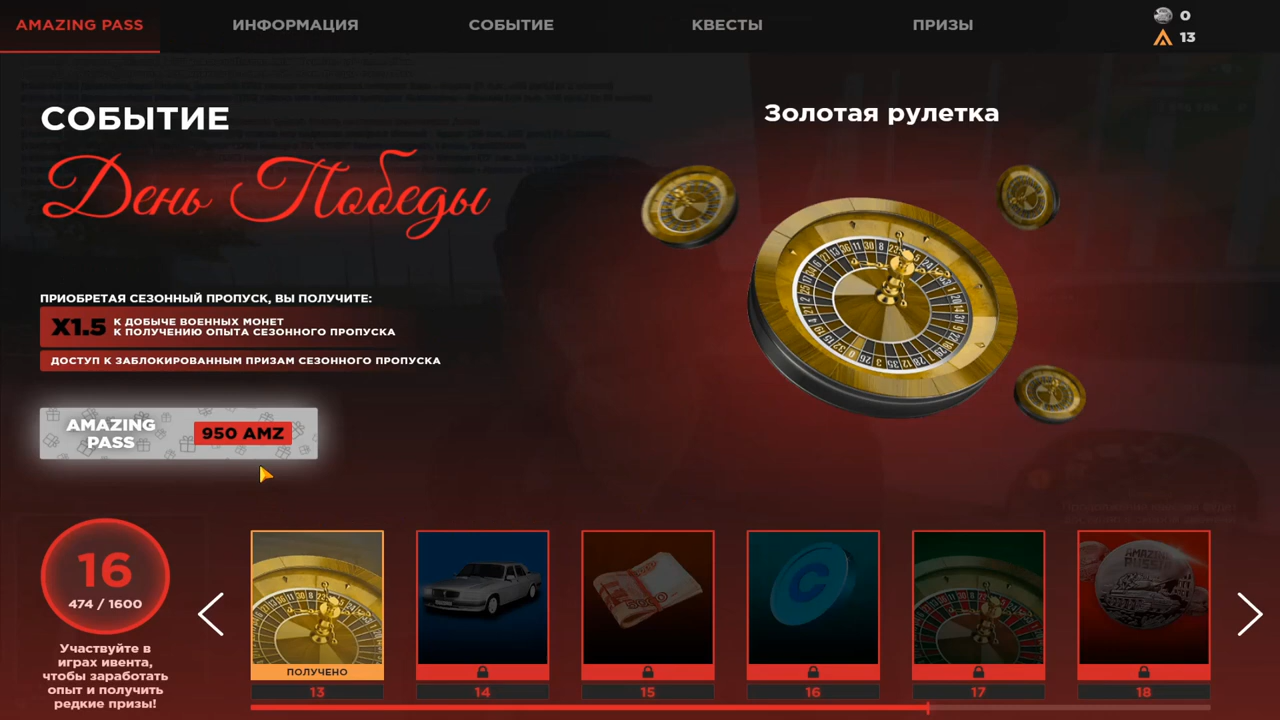 AMAZING PASS
ИНФОРМАЦИЯ
СОБЫТИЕ
КВЕСТЫ
ПРИЗЫ
0
13
СОБЫТИЕ
День Победы
Золотая рулетка
ПРИОБРЕТАЯ СЕЗОННЫЙ ПРОПУСК, ВЫ ПОЛУЧИТЕ:
X1.5
К ДОБЫЧЕ ВОЕННЫХ МОНЕТ
К ПОЛУЧЕНИЮ ОПЫТА СЕЗОННОГО ПРОПУСКА
ДОСТУП К ЗАБЛОКИРОВАННЫМ ПРИЗАМ СЕЗОННОГО ПРОПУСКА
AMAZING
PASS
950 AMZ
16
474 / 1600
Участвуйте в
играх ивента,
чтобы заработать
опыт и получить
редкие призы!
ПОЛУЧЕНО
13
14
15
16
17
18